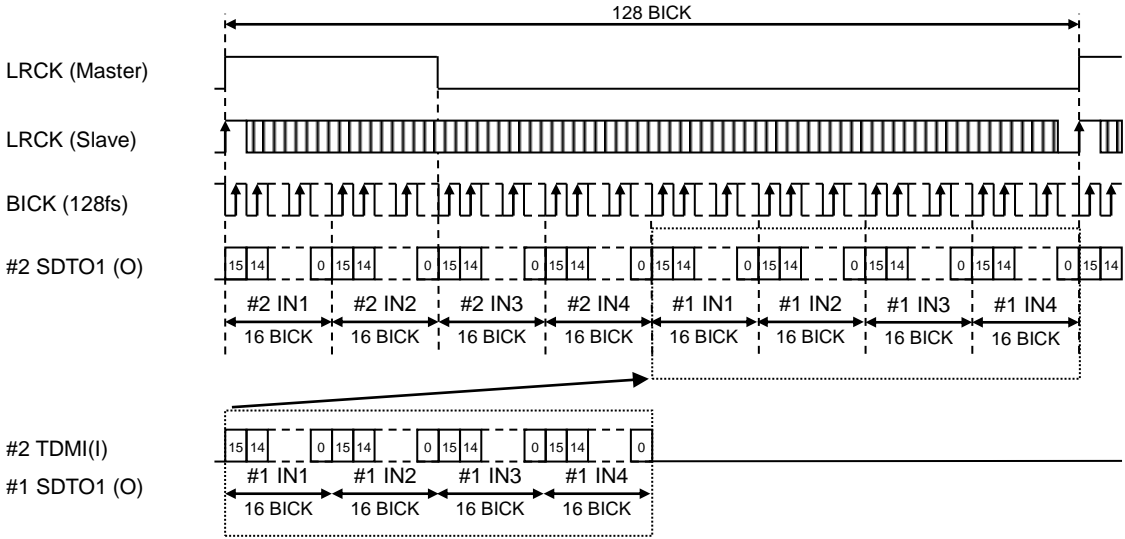 128 BICK
LRCK (Master)
LRCK (Slave)
BICK (128fs)
#2 SDTO1 (O)
15 14 0 15 14 0 15 14 0 15 14 0 15 14 0 15 14 0 15 14 0 15 14 0 15 14
#2 IN1 #2 IN2 #2 IN3 #2 IN4 #1 IN1 #1 IN2 #1 IN3 #1 IN4
16 BICK 16 BICK 16 BICK 16 BICK 16 BICK 16 BICK 16 BICK 16 BICK
#2 TDMI(I)
15 14 0 15 14 0 15 14 0 15 14 0
#1 SDTO1 (O)
#1 IN1 #1 IN2 #1 IN3 #1 IN4
16 BICK 16 BICK 16 BICK 16 BICK